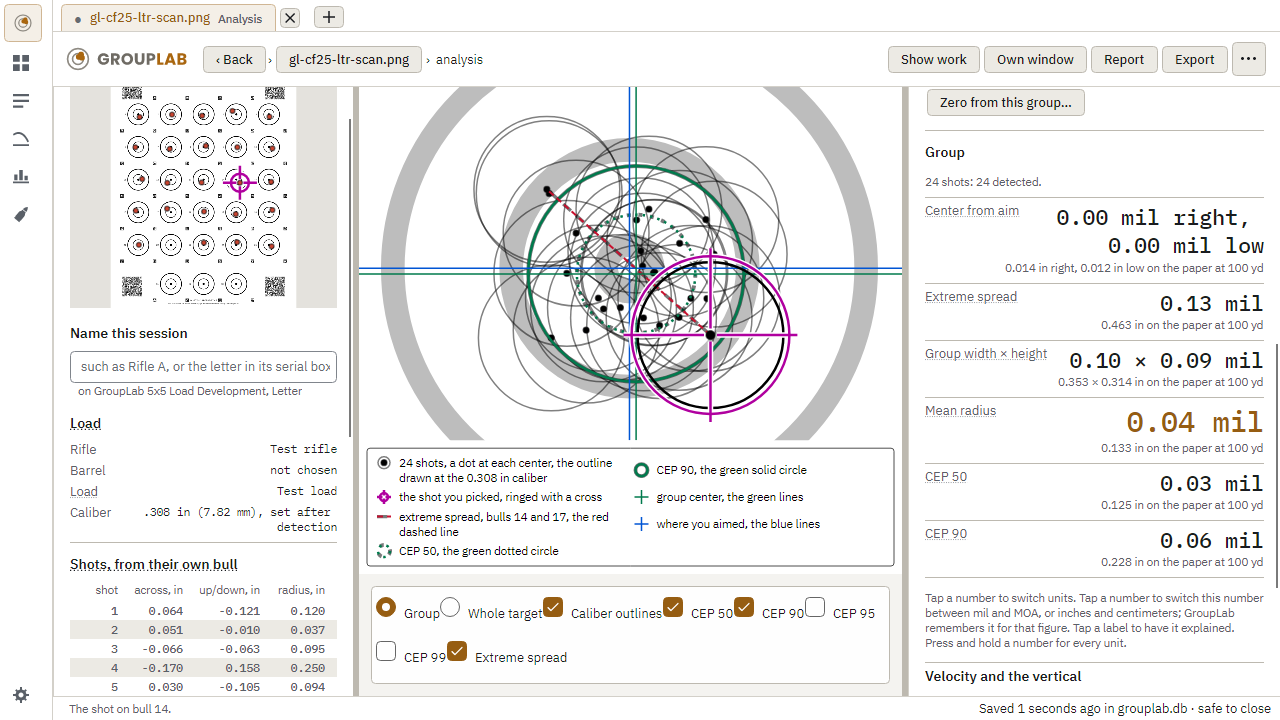 gl-cf25-ltr-scan.png Analysis
GROUPLAB
‹ Back › gl-cf25-ltr-scan.png › analysis
Show work Own window Report Export
Name this session
such as Rifle A, or the letter in its serial box
on GroupLab 5x5 Load Development, Letter
Load
Rifle Test rifle
Barrel not chosen
Load Test load
Caliber .308 in (7.82 mm), set after
detection
Shots, from their own bull
shot across, in up/down, in radius, in
1 0.064 -0.121 0.120
2 0.051 -0.010 0.037
3 -0.066 -0.063 0.095
4 -0.170 0.158 0.250
5 0.030 -0.105 0.094
24 shots, a dot at each center, the outline
drawn at the 0.308 in caliber
the shot you picked, ringed with a cross
extreme spread, bulls 14 and 17, the red
dashed line
CEP 50, the green dotted circle
CEP 90, the green solid circle
group center, the green lines
where you aimed, the blue lines
Group Whole target Caliber outlines CEP 50 CEP 90 CEP 95
CEP 99 Extreme spread
Zero from this group...
Group
24 shots: 24 detected.
Center from aim 0.00 mil right,
0.00 mil low
0.014 in right, 0.012 in low on the paper at 100 yd
Extreme spread 0.13 mil
0.463 in on the paper at 100 yd
Group width × height 0.10 × 0.09 mil
0.353 × 0.314 in on the paper at 100 yd
Mean radius 0.04 mil
0.133 in on the paper at 100 yd
CEP 50 0.03 mil
0.125 in on the paper at 100 yd
CEP 90 0.06 mil
0.228 in on the paper at 100 yd
Tap a number to switch units. Tap a number to switch this number
between mil and MOA, or inches and centimeters; GroupLab
remembers it for that figure. Tap a label to have it explained.
Press and hold a number for every unit.
Velocity and the vertical
The shot on bull 14.
Saved 1 seconds ago in grouplab.db · safe to close